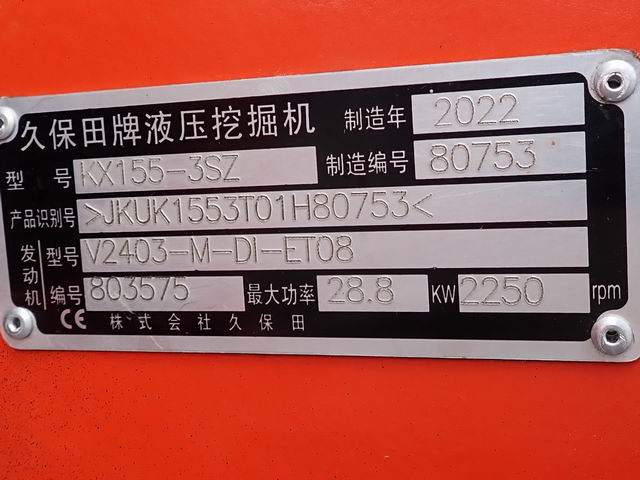 久保田牌液压挖掘机 制造年 2022
型号 KX155-3SZ 制造编号 80753
产品识别号 >JKUK1553T01H80753<
发动机 型号 V2403-M-DI-ET08
编号 803575 最大功率 28.8 KW 2250 rpm
CE 株式会社久保田